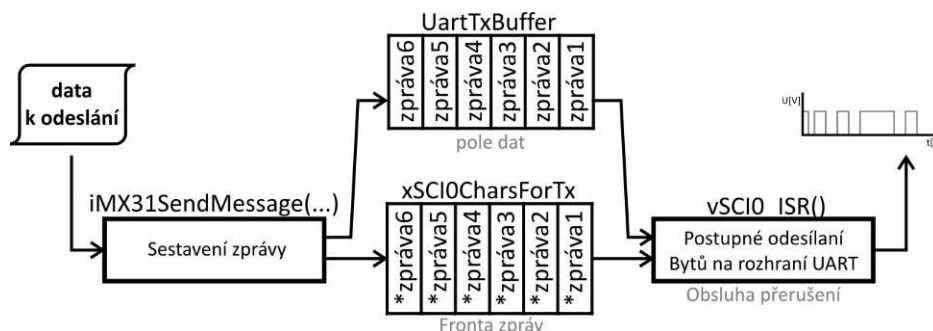 UartTxBuffer
zpráva6
zpráva5
zpráva4
zpráva3
zpráva2
zpráva1
pole dat
data
k odeslání
U[V]
t[
iMX31SendMessage(...)
Sestavení zprávy
xSCI0CharsForTx
*zpráva6
*zpráva5
*zpráva4
*zpráva3
*zpráva2
*zpráva1
Fronta zpráv
vSCI0_ISR()
Postupné odesílaní
Bytů na rozhraní UART
Obsluha přerušení